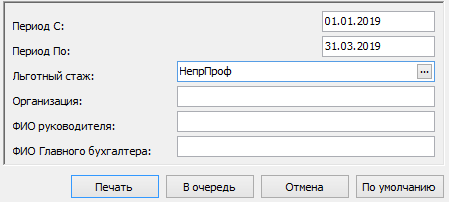 Период С: 01.01.2019
Период По: 31.03.2019
Льготный стаж: НепрПроф ...
Организация:
ФИО руководителя:
ФИО Главного бухгалтера:
Печать В очередь Отмена По умолчанию